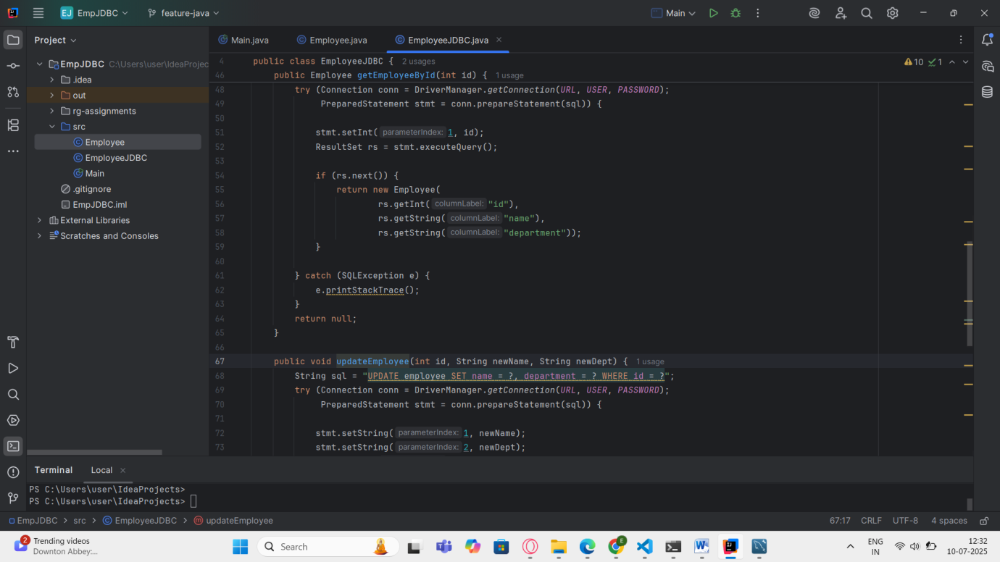 EJ EmpJDBC feature-java Main
Project
EmpJDBC C:\Users\user\IdeaProjec
.idea
out
rg-assignments
src
Employee
EmployeeJDBC
Main
.gitignore
EmpJDBC.iml
External Libraries
Scratches and Consoles
Main.java Employee.java EmployeeJDBC.java
10 1
4 public class EmployeeJDBC { 2 usages
46 public Employee getEmployeeById(int id) { 1 usage
48 try (Connection conn = DriverManager.getConnection(URL, USER, PASSWORD);
49 PreparedStatement stmt = conn.prepareStatement(sql)) {
50
51 stmt.setInt( parameterIndex: 1, id);
52 ResultSet rs = stmt.executeQuery();
53
54 if (rs.next()) {
55 return new Employee(
56 rs.getInt( columnLabel: "id"),
57 rs.getString( columnLabel: "name"),
58 rs.getString( columnLabel: "department"));
59 }
60
61 } catch (SQLException e) {
62 e.printStackTrace();
63 }
64 return null;
65 }
66
67 public void updateEmployee(int id, String newName, String newDept) { 1 usage
68 String sql = "UPDATE employee SET name = ?, department = ? WHERE id = ?";
69 try (Connection conn = DriverManager.getConnection(URL, USER, PASSWORD);
70 PreparedStatement stmt = conn.prepareStatement(sql)) {
71
72 stmt.setString( parameterIndex: 1, newName);
73 stmt.setString( parameterIndex: 2, newDept);
Terminal Local
PS C:\Users\user\IdeaProjects>
PS C:\Users\user\IdeaProjects>
EmpJDBC > src > EmployeeJDBC > updateEmployee 67:17 CRLF UTF-8 4 spaces
2 Trending videos
Downton Abbey:...
Search
ENG
IN
12:32
10-07-2025